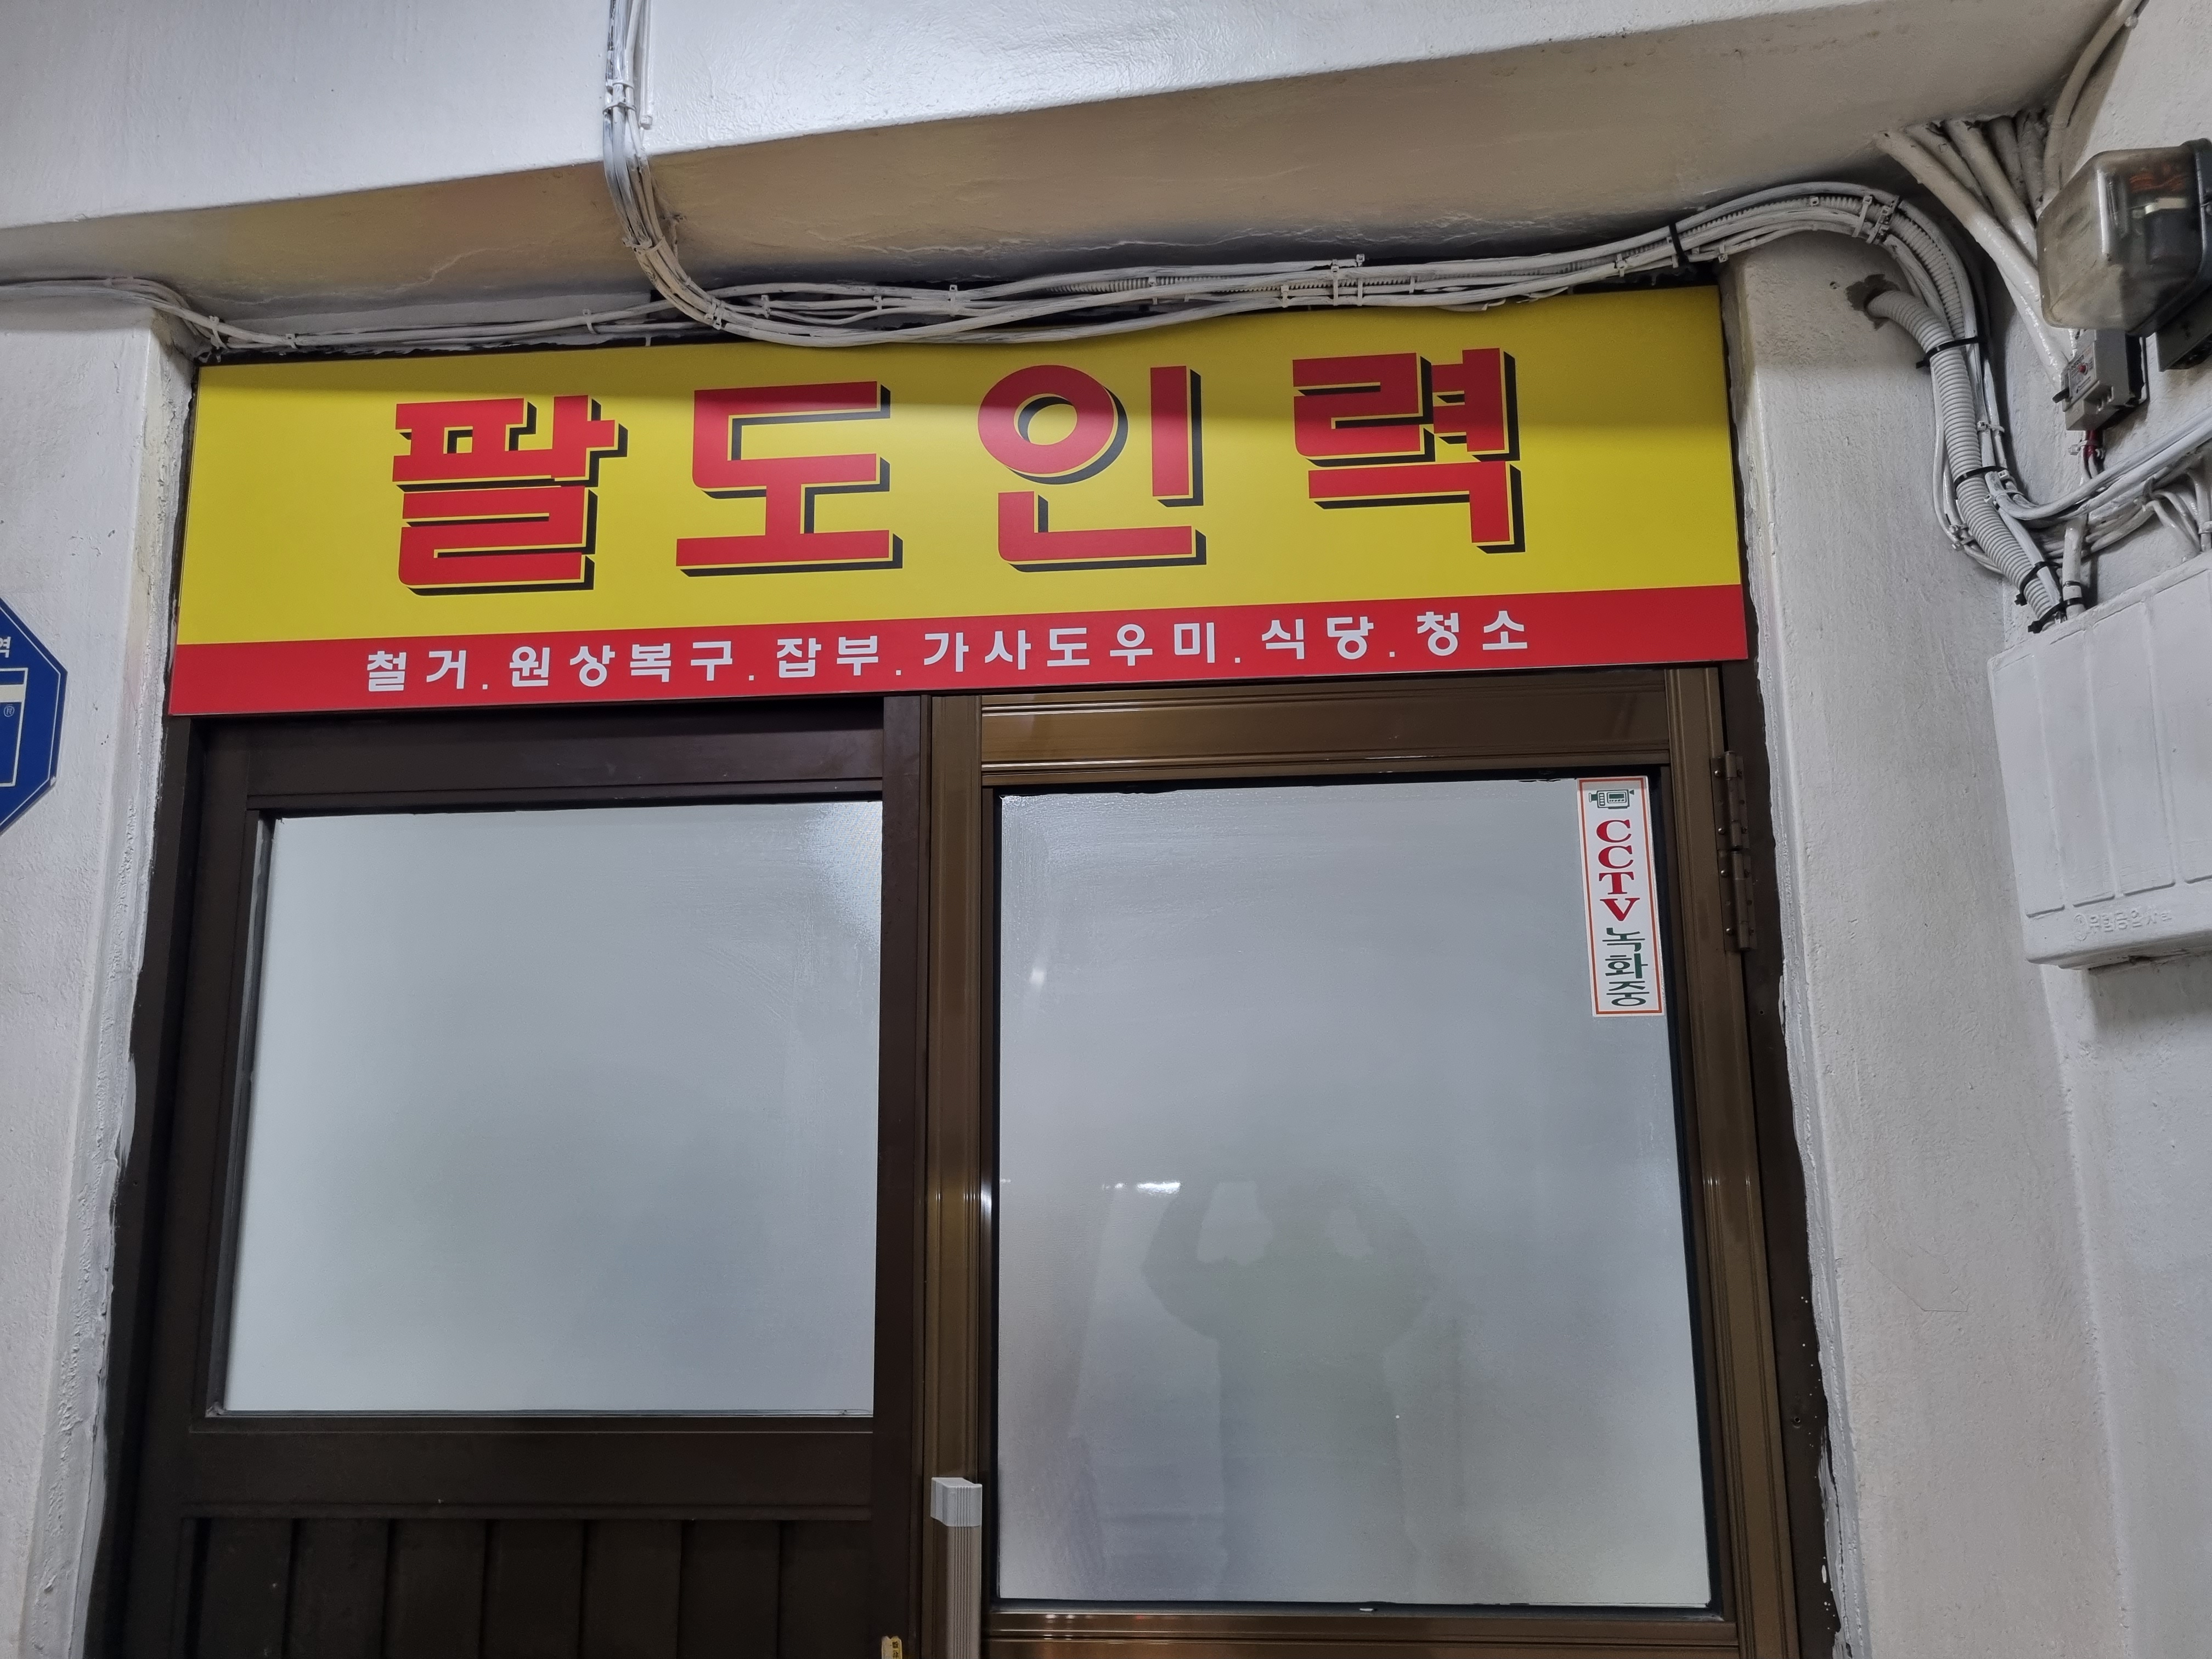 팔도인력
철거.원상복구.잡부.가사도우미.식당.청소
역
®
CCTV 녹화중